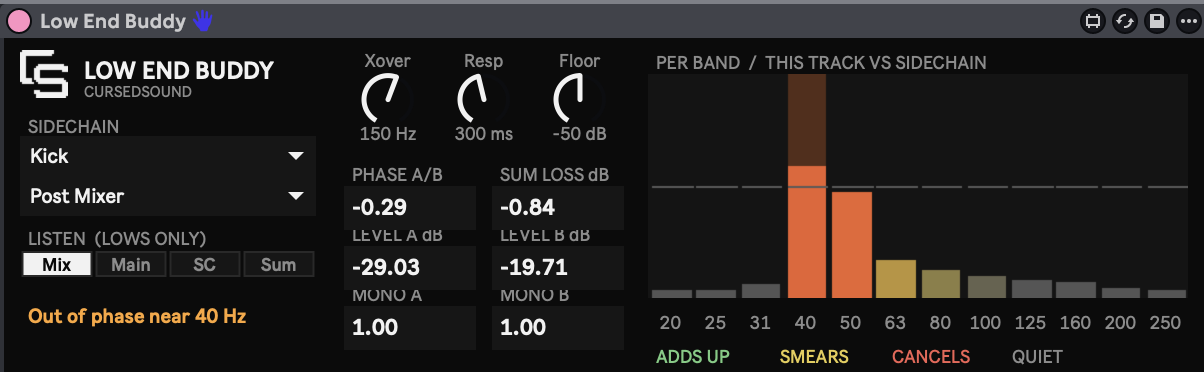 Low End Buddy
LOW END BUDDY
CURSEDSOUND
SIDECHAIN
Kick
Post Mixer
LISTEN (LOWS ONLY)
Mix Main SC Sum
Out of phase near 40 Hz
Xover Resp Floor
150 Hz 300 ms -50 dB
PHASE A/B SUM LOSS dB
-0.29 -0.84
LEVEL A dB LEVEL B dB
-29.03 -19.71
MONO A MONO B
1.00 1.00
PER BAND / THIS TRACK VS SIDECHAIN
20 25 31 40 50 63 80 100 125 160 200 250
ADDS UP SMEARS CANCELS QUIET